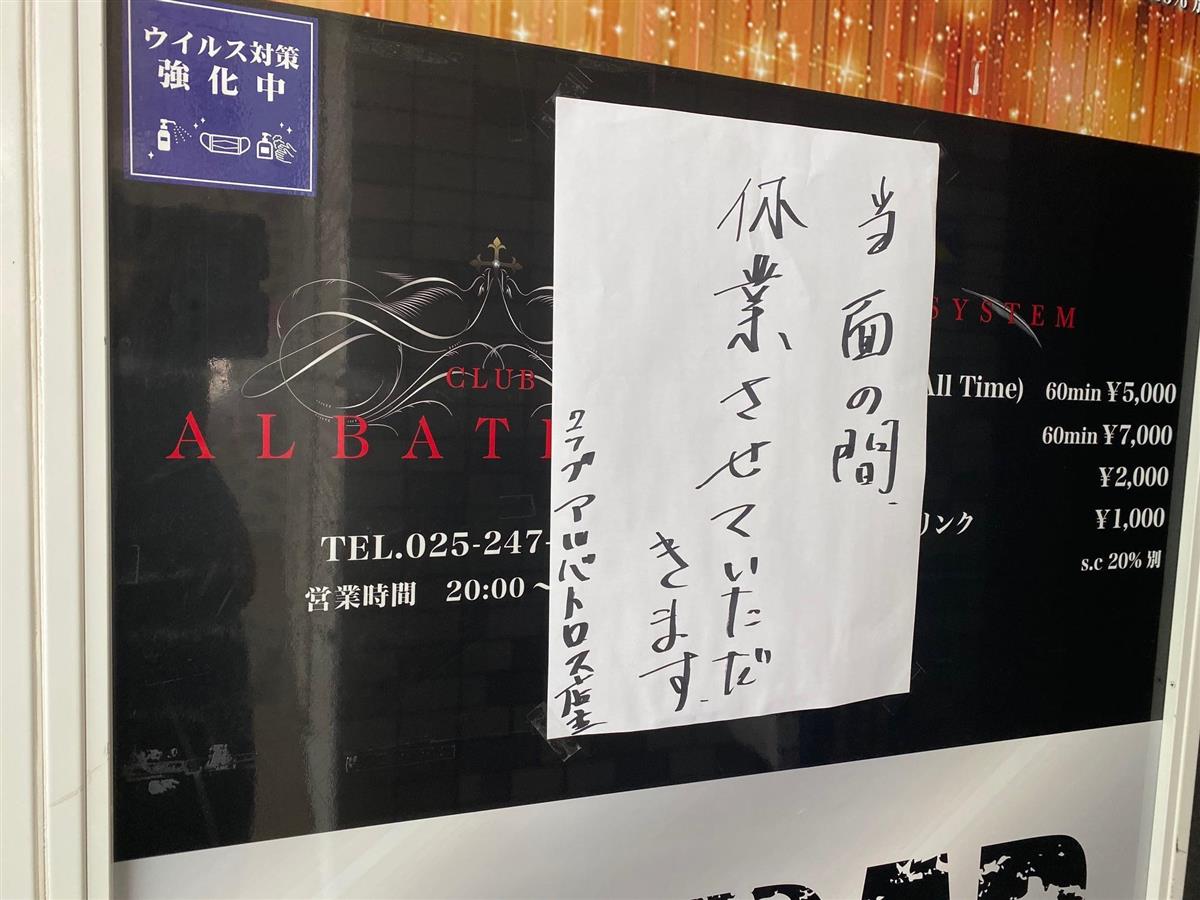 ウイルス対策
強化中
当面の間
休業させていただ
きます
クラブアルバトロス店主
CLUB
ALBAT
TEL.025-247-
営業時間 20:00~
SYSTEM
All Time) 60min ¥5,000
60min ¥7,000
¥2,000
リンク ¥1,000
s.c 20% 別